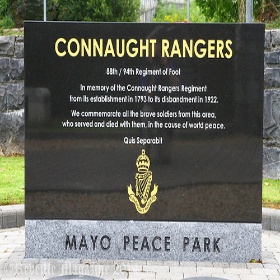 CONNAUGHT RANGERS
88th / 94th Regiment of Foot
In memory of the Connaught Rangers Regiment
from its establishment in 1793 to its disbandment in 1922.
We commemorate all the brave soldiers from this area,
who served and died with them, in the cause of world peace.
Quis Separabit
MAYO PEACE PARK